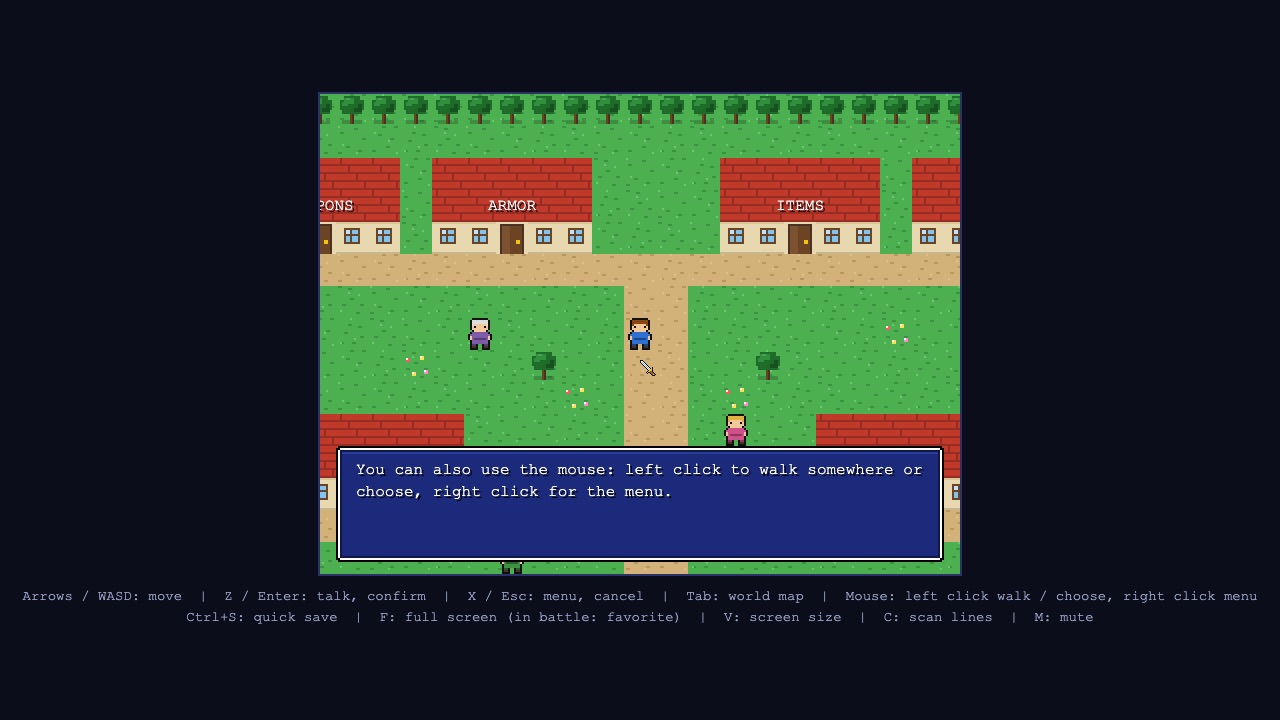 PONS
ARMOR
ITEMS
You can also use the mouse: left click to walk somewhere or
choose, right click for the menu.
Arrows / WASD: move | Z / Enter: talk, confirm | X / Esc: menu, cancel | Tab: world map | Mouse: left click walk / choose, right click menu
Ctrl+S: quick save | F: full screen (in battle: favorite) | V: screen size | C: scan lines | M: mute